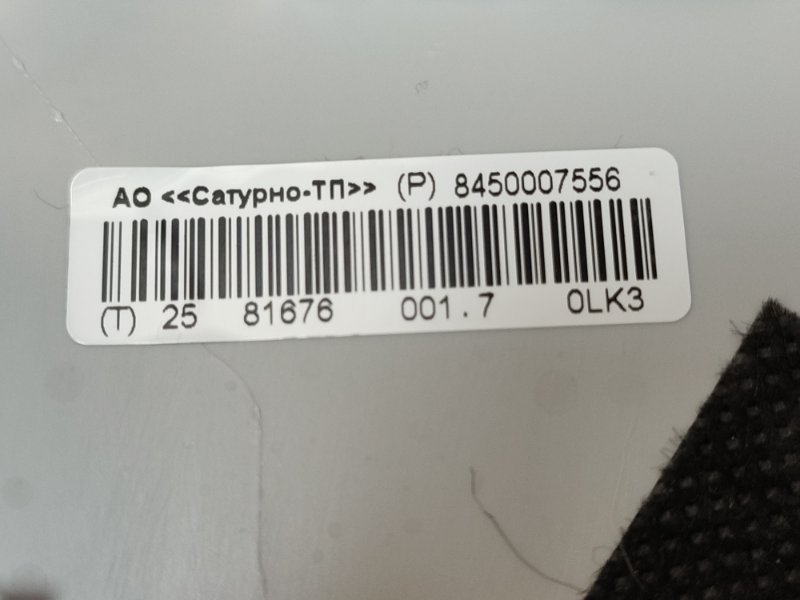 АО <<Сатурно-ТП>> (P) 8450007556
(T) 25 81676 001.7 0LK3